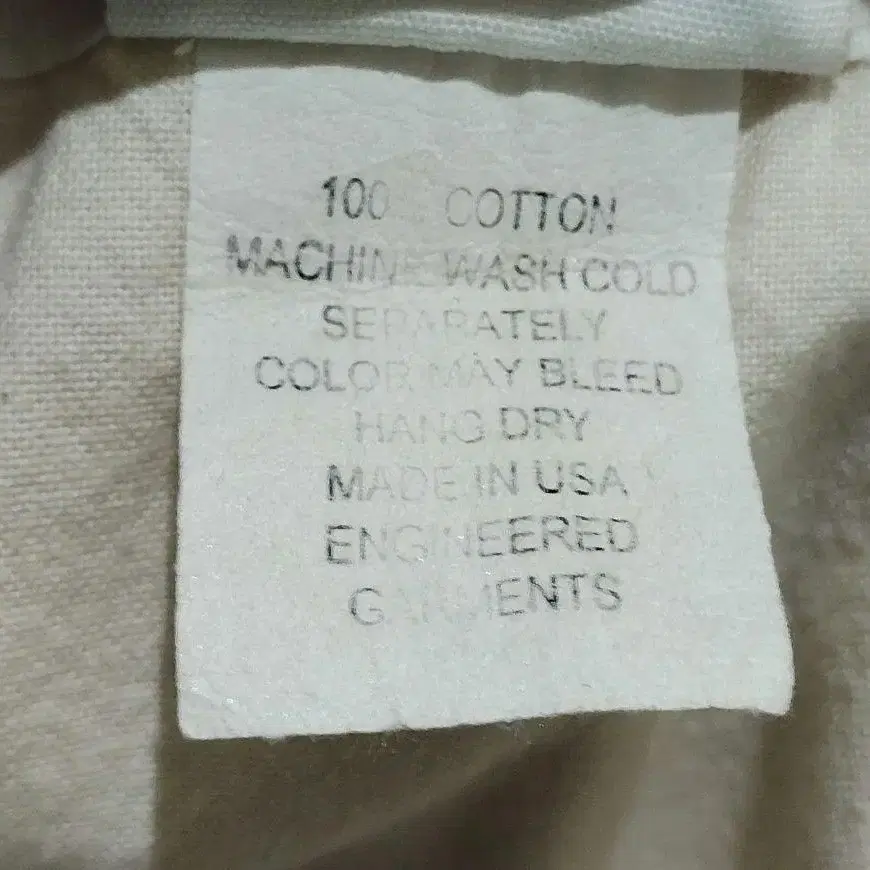 100% COTTON
MACHINE WASH COLD
SEPARATELY
COLOR MAY BLEED
HANG DRY
MADE IN USA
ENGINEERED
GARMENTS